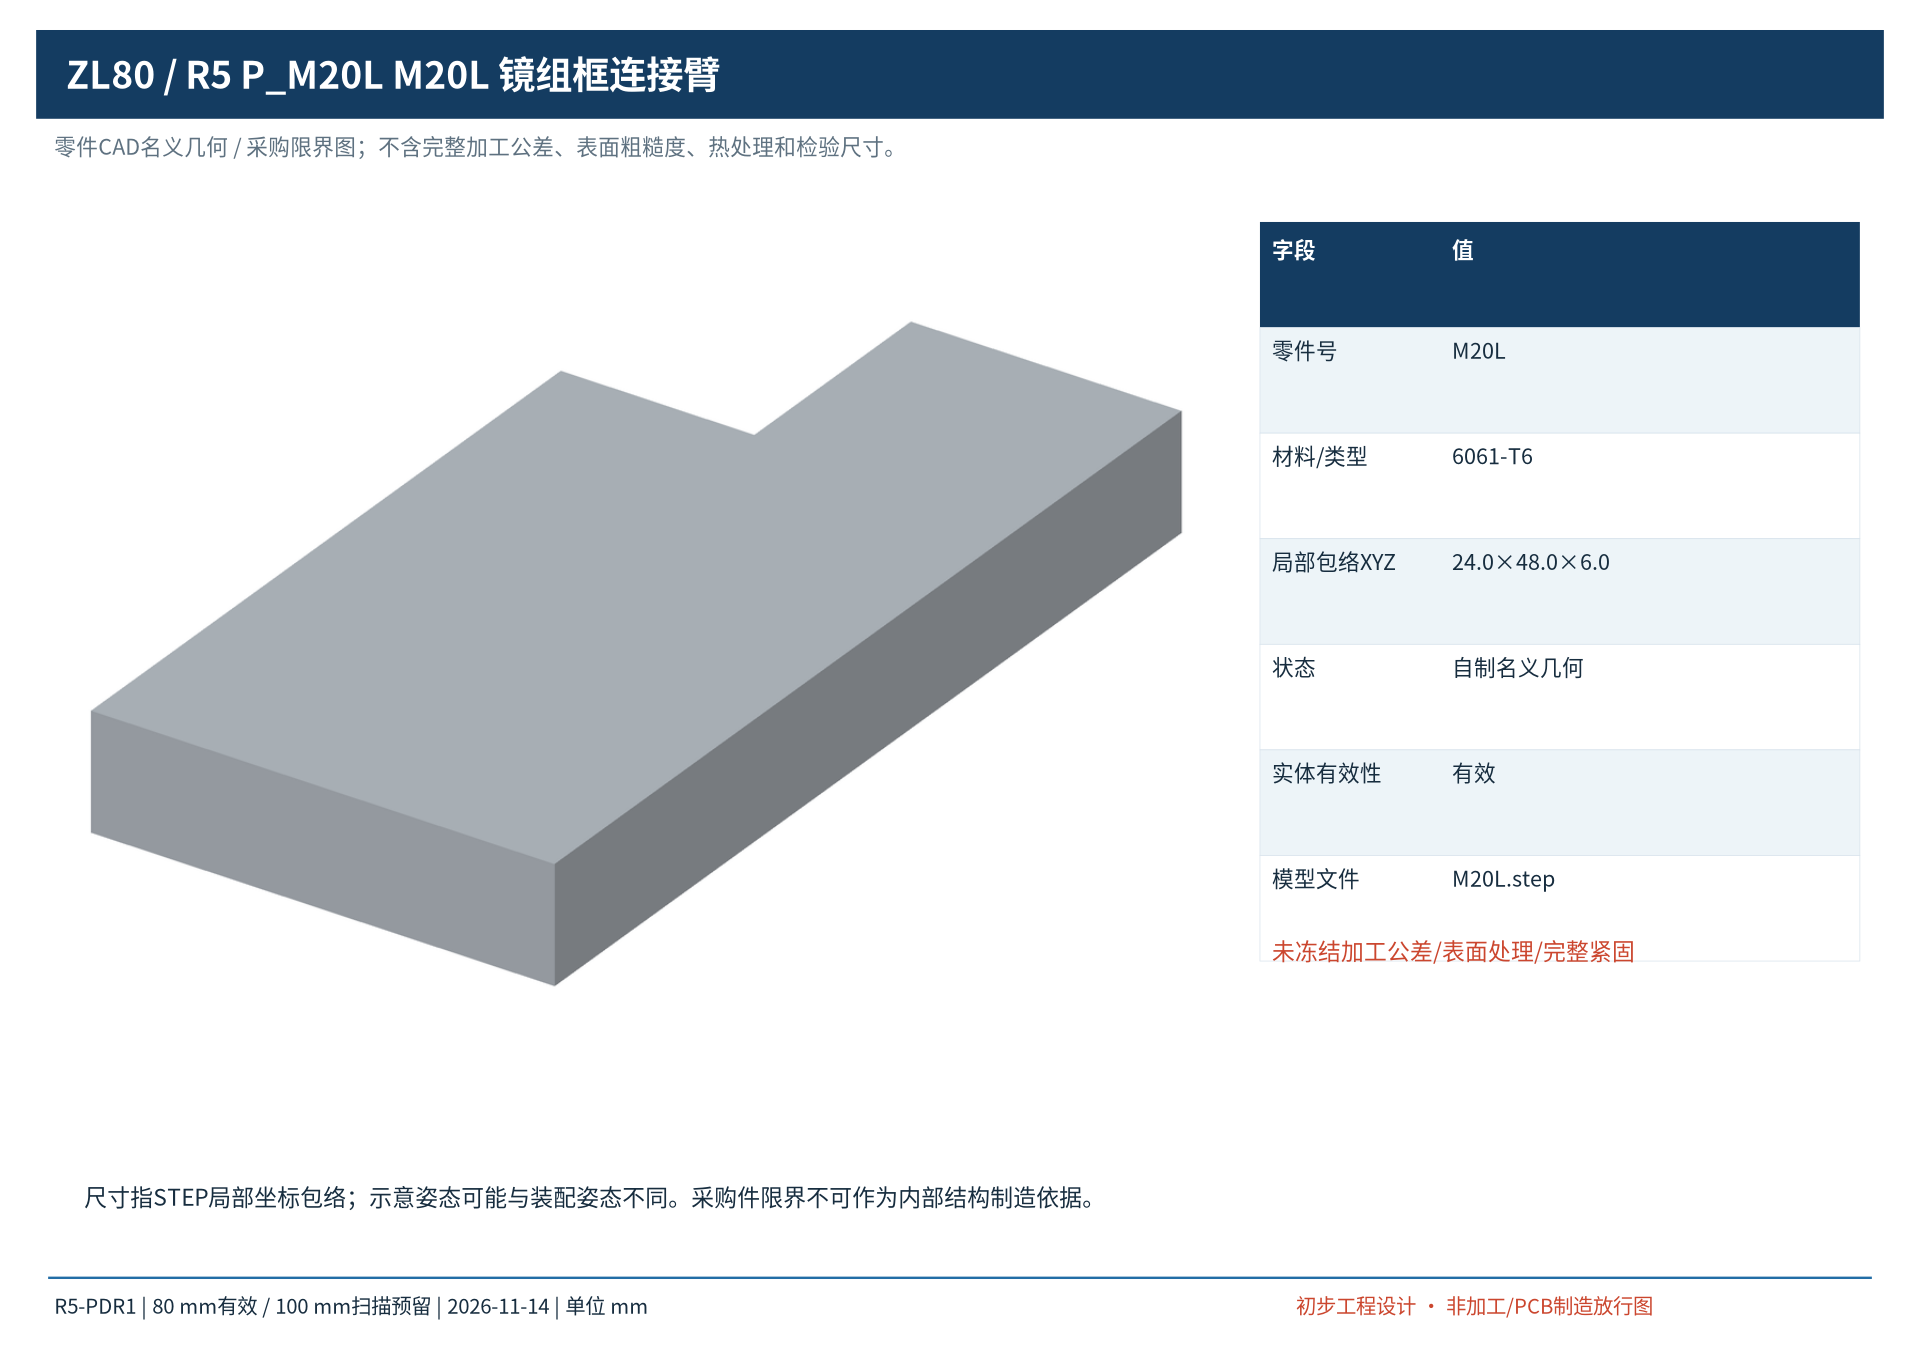 ZL80 / R5 P_M20L M20L 镜组框连接臂
零件CAD名义几何 / 采购限界图；不含完整加工公差、表面粗糙度、热处理和检验尺寸。
字段 值
零件号 M20L
材料/类型 6061-T6
局部包络XYZ 24.0×48.0×6.0
状态 自制名义几何
实体有效性 有效
模型文件 M20L.step
未冻结加工公差/表面处理/完整紧固
尺寸指STEP局部坐标包络；示意姿态可能与装配姿态不同。采购件限界不可作为内部结构制造依据。
R5-PDR1 | 80 mm有效 / 100 mm扫描预留 | 2026-11-14 | 单位 mm
初步工程设计 · 非加工/PCB制造放行图